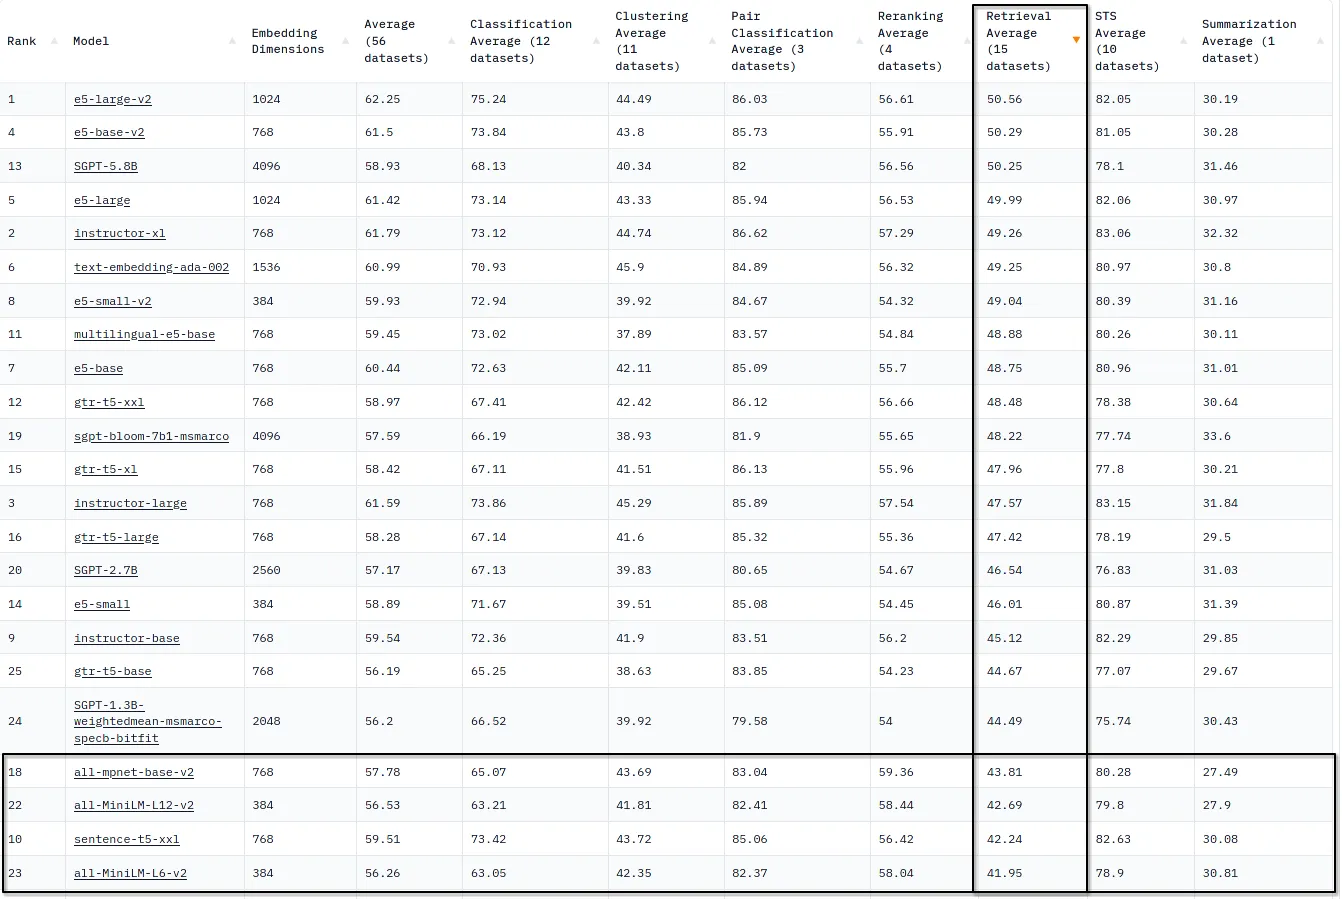 Rank Model Embedding Dimensions Average (56 datasets) Classification Average (12 datasets) Clustering Average (11 datasets) Pair Classification Average (3 datasets) Reranking Average (4 datasets) Retrieval Average (15 datasets) STS Average (10 datasets) Summarization Average (1 dataset)
1 e5-large-v2 1024 62.25 75.24 44.49 86.03 56.61 50.56 82.05 30.19
4 e5-base-v2 768 61.5 73.84 43.8 85.73 55.91 50.29 81.05 30.28
13 SGPT-5.8B 4096 58.93 68.13 40.34 82 56.56 50.25 78.1 31.46
5 e5-large 1024 61.42 73.14 43.33 85.94 56.53 49.99 82.06 30.97
2 instructor-xl 768 61.79 73.12 44.74 86.62 57.29 49.26 83.06 32.32
6 text-embedding-ada-002 1536 60.99 70.93 45.9 84.89 56.32 49.25 80.97 30.8
8 e5-small-v2 384 59.93 72.94 39.92 84.67 54.32 49.04 80.39 31.16
11 multilingual-e5-base 768 59.45 73.02 37.89 83.57 54.84 48.88 80.26 30.11
7 e5-base 768 60.44 72.63 42.11 85.09 55.7 48.75 80.96 31.01
12 gtr-t5-xxl 768 58.97 67.41 42.42 86.12 56.66 48.48 78.38 30.64
19 sgpt-bloom-7b1-msmarco 4096 57.59 66.19 38.93 81.9 55.65 48.22 77.74 33.6
15 gtr-t5-xl 768 58.42 67.11 41.51 86.13 55.96 47.96 77.8 30.21
3 instructor-large 768 61.59 73.86 45.29 85.89 57.54 47.57 83.15 31.84
16 gtr-t5-large 768 58.28 67.14 41.6 85.32 55.36 47.42 78.19 29.5
20 SGPT-2.7B 2560 57.17 67.13 39.83 80.65 54.67 46.54 76.83 31.03
14 e5-small 384 58.89 71.67 39.51 85.08 54.45 46.01 80.87 31.39
9 instructor-base 768 59.54 72.36 41.9 83.51 56.2 45.12 82.29 29.85
25 gtr-t5-base 768 56.19 65.25 38.63 83.85 54.23 44.67 77.07 29.67
24 SGPT-1.3B-weightedmean-msmarco-specb-bitfit 2048 56.2 66.52 39.92 79.58 54 44.49 75.74 30.43
18 all-mpnet-base-v2 768 57.78 65.07 43.69 83.04 59.36 43.81 80.28 27.49
22 all-MiniLM-L12-v2 384 56.53 63.21 41.81 82.41 58.44 42.69 79.8 27.9
10 sentence-t5-xxl 768 59.51 73.42 43.72 85.06 56.42 42.24 82.63 30.08
23 all-MiniLM-L6-v2 384 56.26 63.05 42.35 82.37 58.04 41.95 78.9 30.81